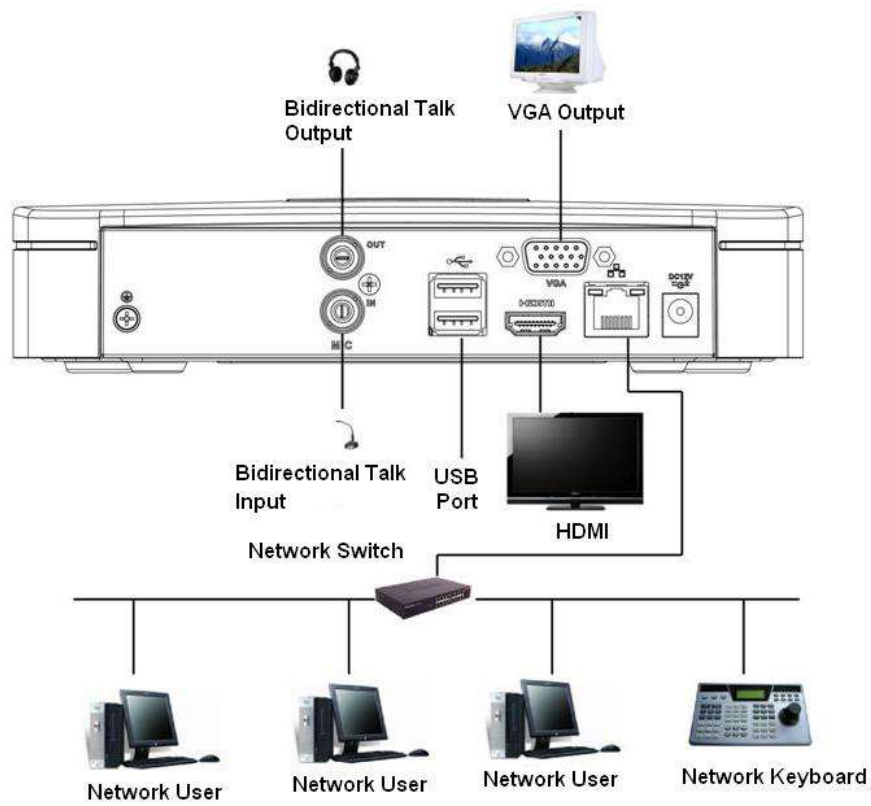 Bidirectional Talk
Output
VGA Output
OUT
IN
MIC
VGA
HDMI
DC12V
Bidirectional Talk
Input
USB
Port
HDMI
Network Switch
Network User
Network User
Network User
Network Keyboard